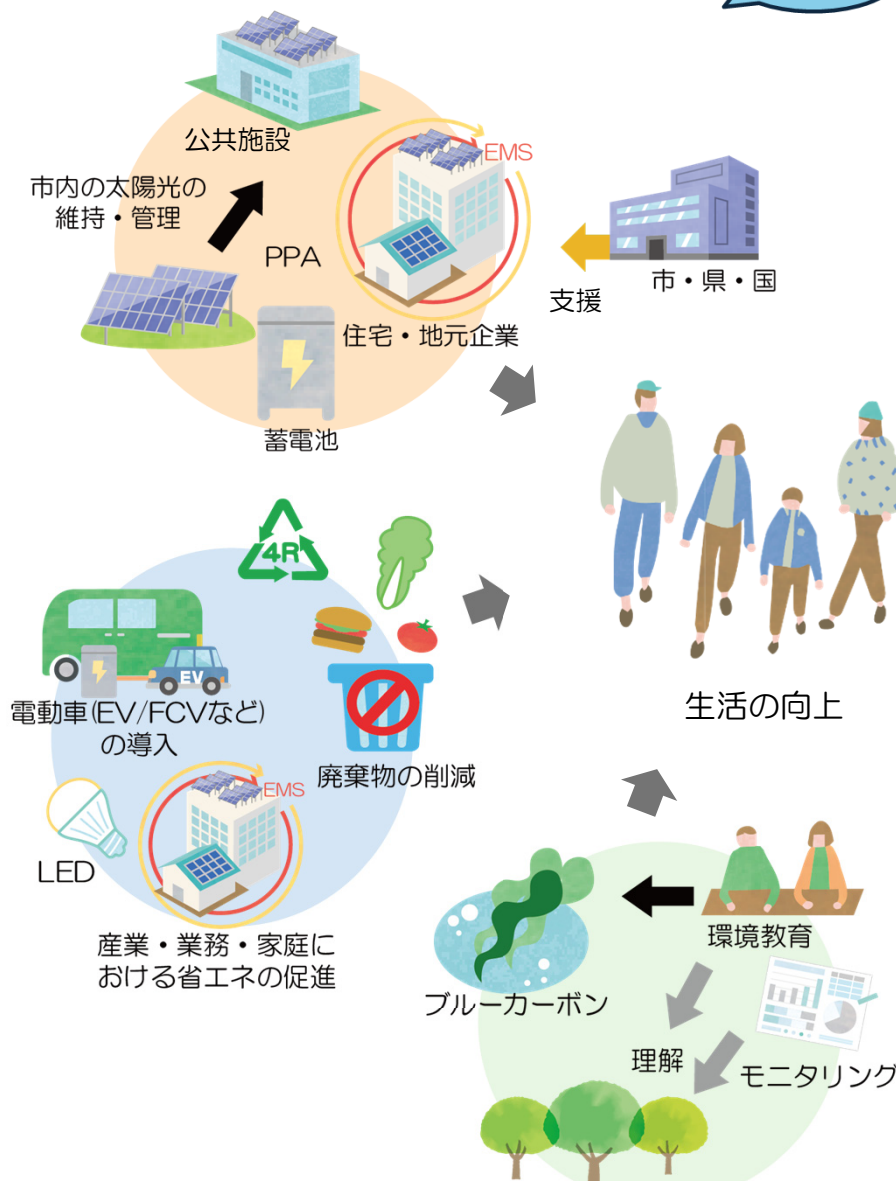 公共施設
EMS
市内の太陽光の
維持・管理
PPA
市・県・国
支援
住宅・地元企業
蓄電池
4R
EV
電動車(EV/FCVなど)
の導入
生活の向上
廃棄物の削減
EMS
LED
産業・業務・家庭に
おける省エネの促進
環境教育
ブルーカーボン
理解
モニタリング